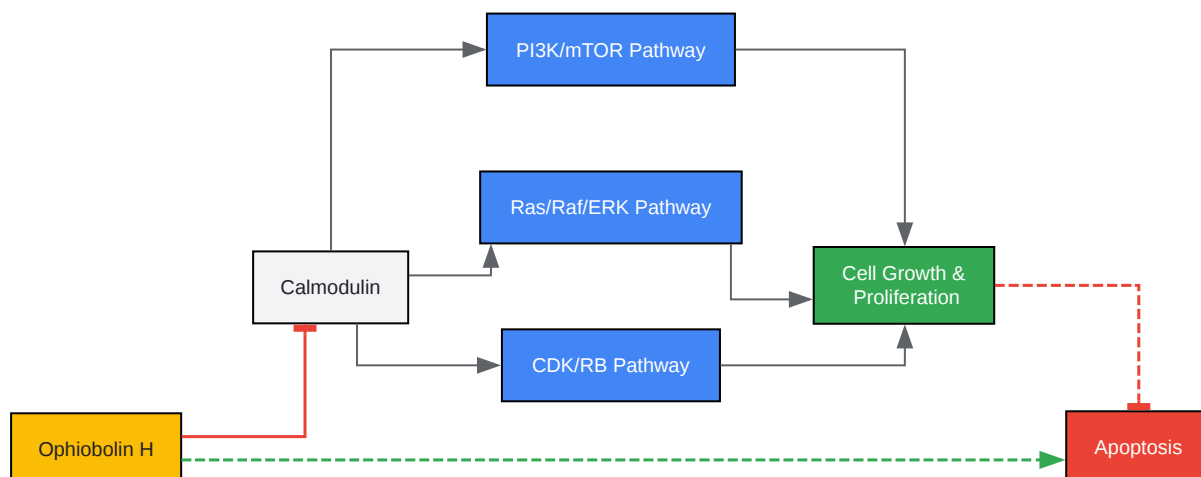 PI3K/mTOR Pathway
Ras/Raf/ERK Pathway
Calmodulin
Cell Growth &
Proliferation
CDK/RB Pathway
Ophiobolin H
Apoptosis